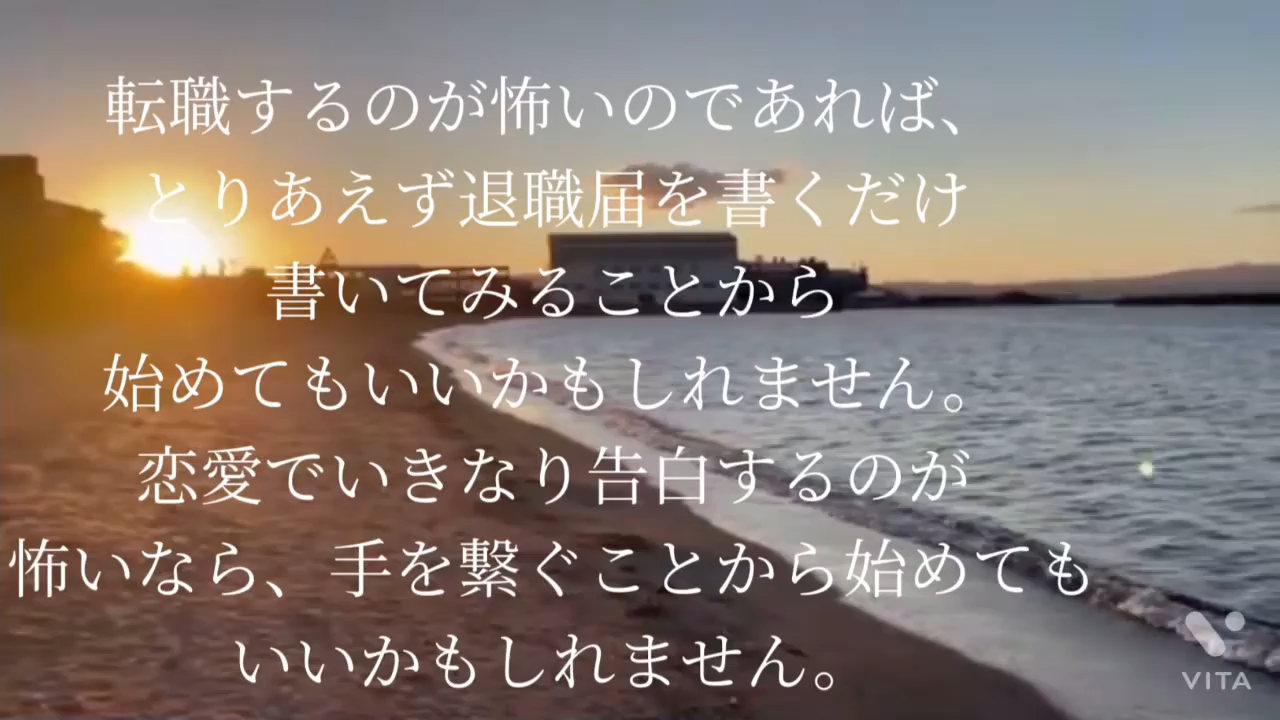 転職するのが怖いのであれば、
とりあえず退職届を書くだけ
書いてみることから
始めてもいいかもしれません。
恋愛でいきなり告白するのが
怖いなら、手を繋ぐことから始めても
いいかもしれません。
VITA